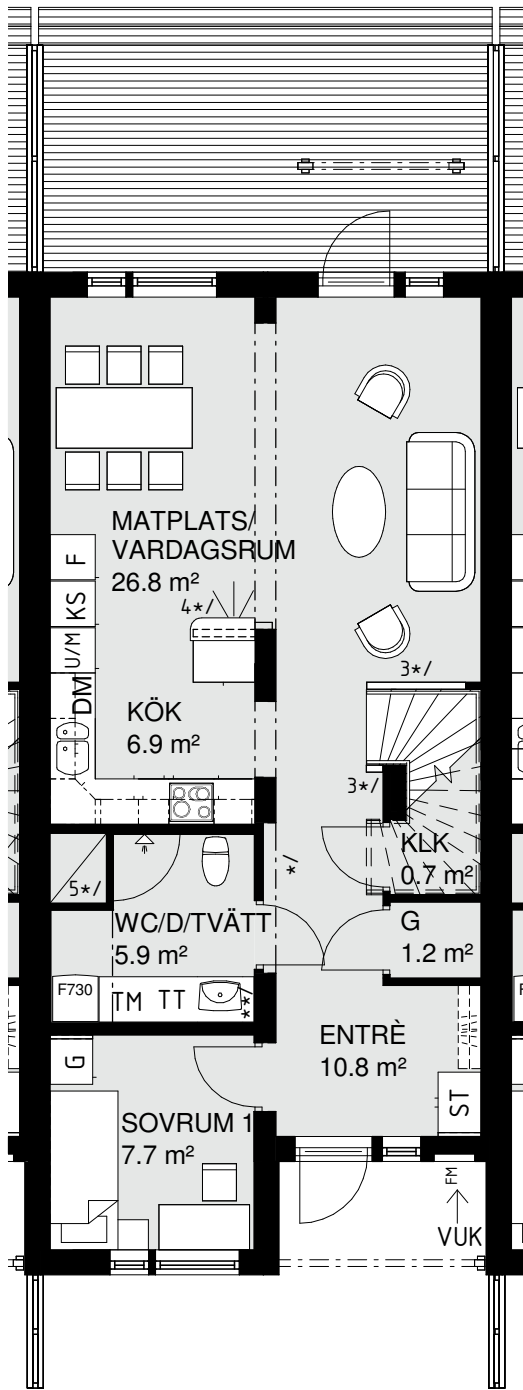 MATPLATS/
VARDAGSRUM
26.8 m²
F
KS
U/M
4*/
DM
KÖK
6.9 m²
3*/
3*/
KLK
0.7 m²
*/
5*/
WC/D/TVÄTT
5.9 m²
G
1.2 m²
F730
TM TT
**/
F
ENTRÈ
10.8 m²
G
ST
SOVRUM 1
7.7 m²
FM
VUK